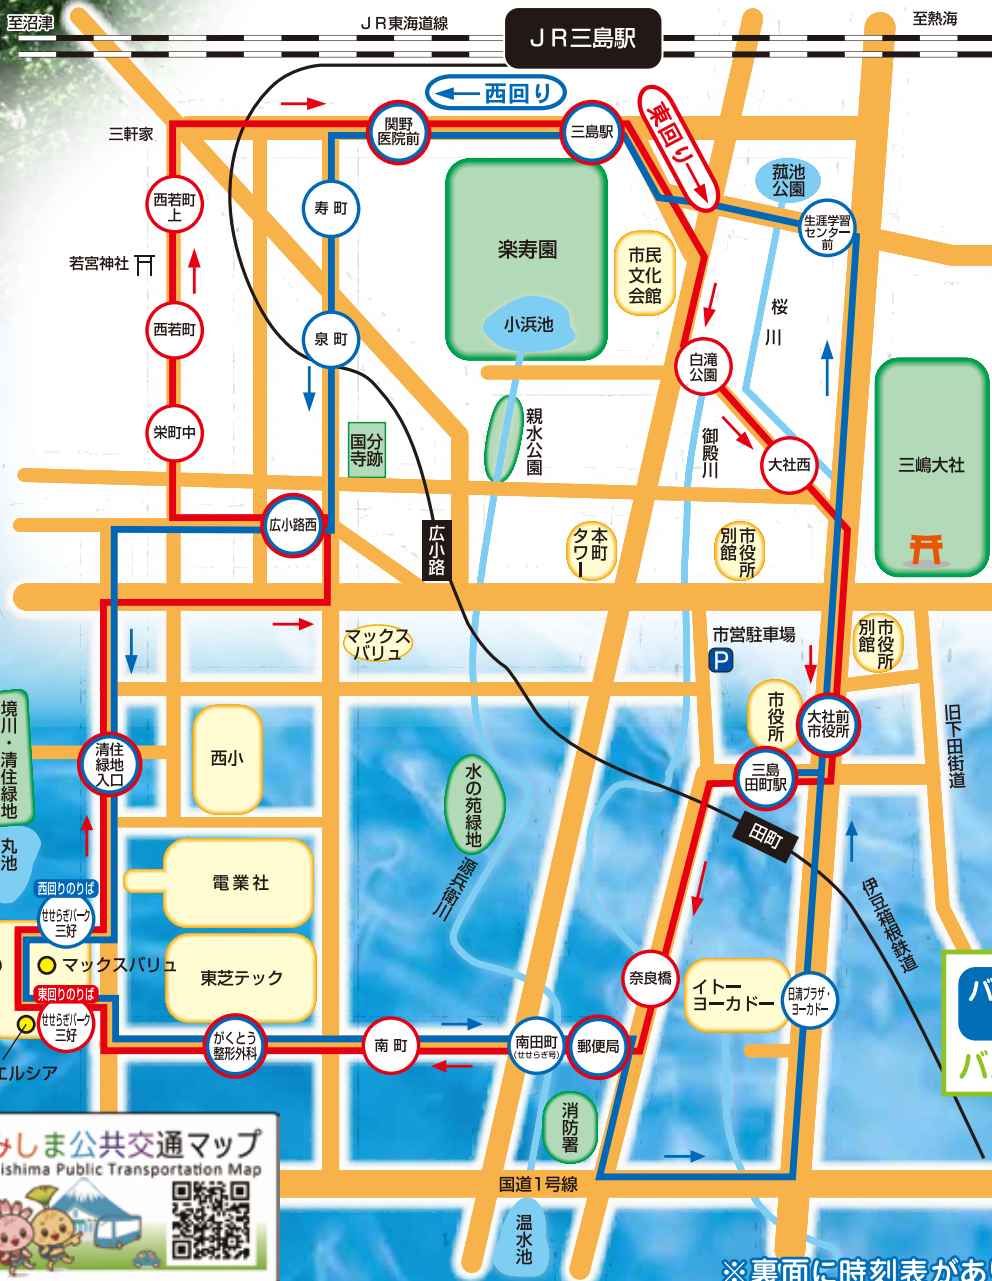 至沼津
JR東海道線
JR三島駅
至熱海
西回り
東回り
三軒家
関野
医院前
三島駅
菰池
公園
西若町
上
寿町
生涯学習
センター
前
楽寿園
市民
文化
会館
若宮神社
桜川
小浜池
西若町
泉町
白滝
公園
親水公園
御殿川
栄町中
国分
寺跡
大社西
三嶋大社
広小路西
広小路
本町
タワー
市役所
別館
マックス
バリュ
市営駐車場
P
市役所
別館
境川・清住緑地
市役所
大社前
市役所
旧下田街道
清住
緑地
入口
西小
水の苑緑地
三島
田町駅
田町
丸池
源兵衛川
電業社
伊豆箱根鉄道
西回りのりば
せせらぎパーク
三好
マックスバリュ
東芝テック
奈良橋
イトー
ヨーカドー
日清プラザ・
ヨーカドー
バ
東回りのりば
せせらぎパーク
三好
がくとう
整形外科
南町
南田町
(せせらぎ号)
郵便局
エルシア
バ
消防署
みしま公共交通マップ
ishima Public Transportation Map
国道1号線
温水池
※裏面に時刻表があ